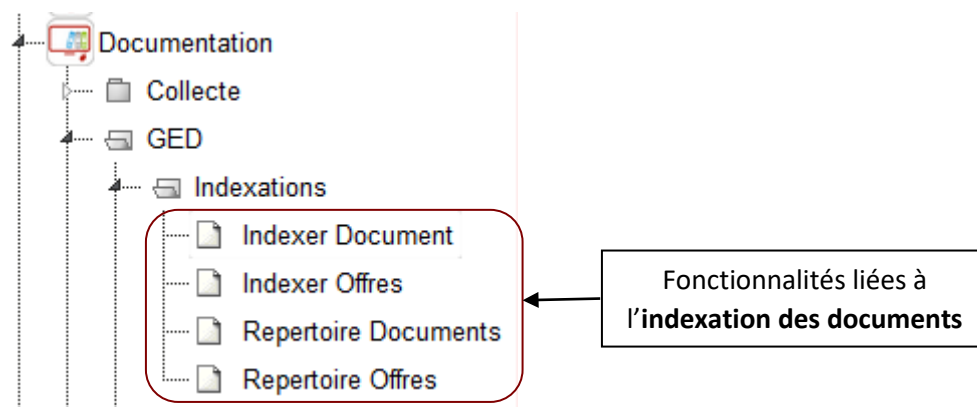 Documentation
Collecte
GED
Indexations
Indexer Document
Indexer Offres
Repertoire Documents
Repertoire Offres
Fonctionnalités liées à
l’indexation des documents